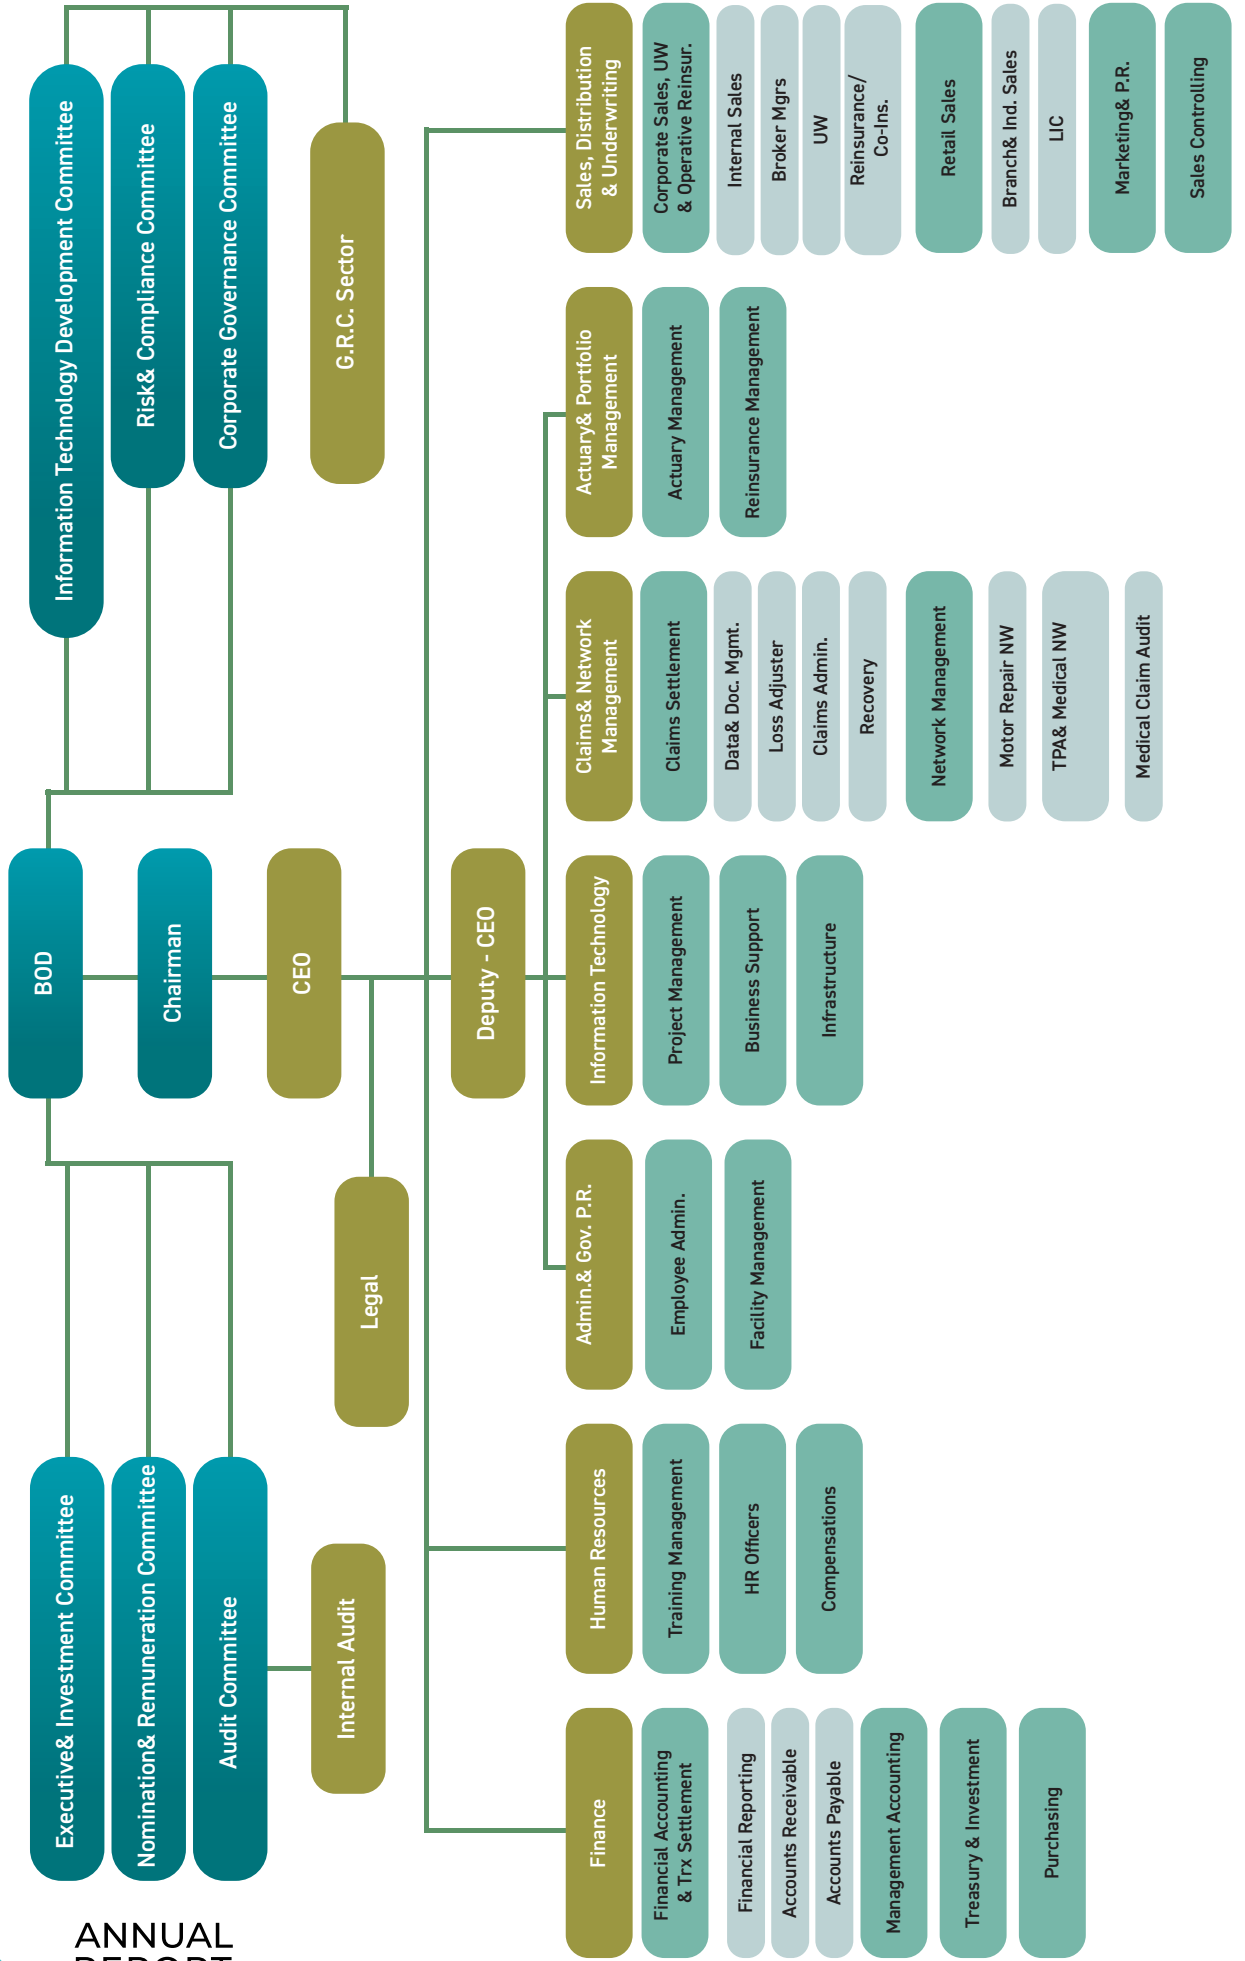 BOD
Executive& Investment Committee
Nomination& Remuneration Committee
Audit Committee
Internal Audit
Chairman
CEO
Information Technology Development Committee
Risk& Compliance Committee
Corporate Governance Committee
G.R.C. Sector
Legal
Deputy - CEO
Finance
Financial Accounting
& Trx Settlement
Financial Reporting
Accounts Receivable
Accounts Payable
Management Accounting
Treasury & Investment
Purchasing
Human Resources
Training Management
HR Officers
Compensations
Admin.& Gov. P.R.
Employee Admin.
Facility Management
Information Technology
Project Management
Business Support
Infrastructure
Claims& Network
Management
Claims Settlement
Data& Doc. Mgmt.
Loss Adjuster
Claims Admin.
Recovery
Network Management
Motor Repair NW
TPA& Medical NW
Medical Claim Audit
Actuary& Portfolio
Management
Actuary Management
Reinsurance Management
Sales, Distribution
& Underwriting
Corporate Sales, UW
& Operative Reinsur.
Internal Sales
Broker Mgrs
UW
Reinsurance/
Co-Ins.
Retail Sales
Branch& Ind. Sales
LIC
Marketing& P.R.
Sales Controlling
ANNUAL
REPORT